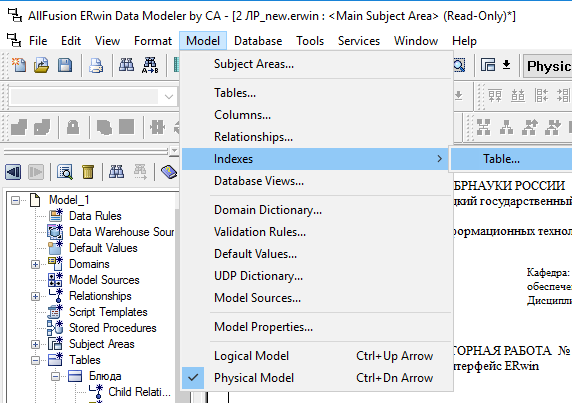 AllFusion ERwin Data Modeler by CA - [2 ЛР_new.erwin : <Main Subject Area> (Read-Only)*]
File Edit View Format Model Database Tools Services Window Help
Physic
Subject Areas...
Tables...
Columns...
Relationships...
Indexes
Table...
Database Views...
Domain Dictionary...
Validation Rules...
Default Values...
UDP Dictionary...
Model Sources...
Model Properties...
Logical Model Ctrl+Up Arrow
Physical Model Ctrl+Dn Arrow
Model_1
Data Rules
Data Warehouse Sour
Default Values
Domains
Model Sources
Relationships
Script Templates
Stored Procedures
Subject Areas
Tables
Блюда
Child Relati...
БРНАУКИ РОССИИ
цкий государственный
формационных технол
Кафедра:
обеспече
Дисципли
ТОРНАЯ РАБОТА №
терфейс ERwin